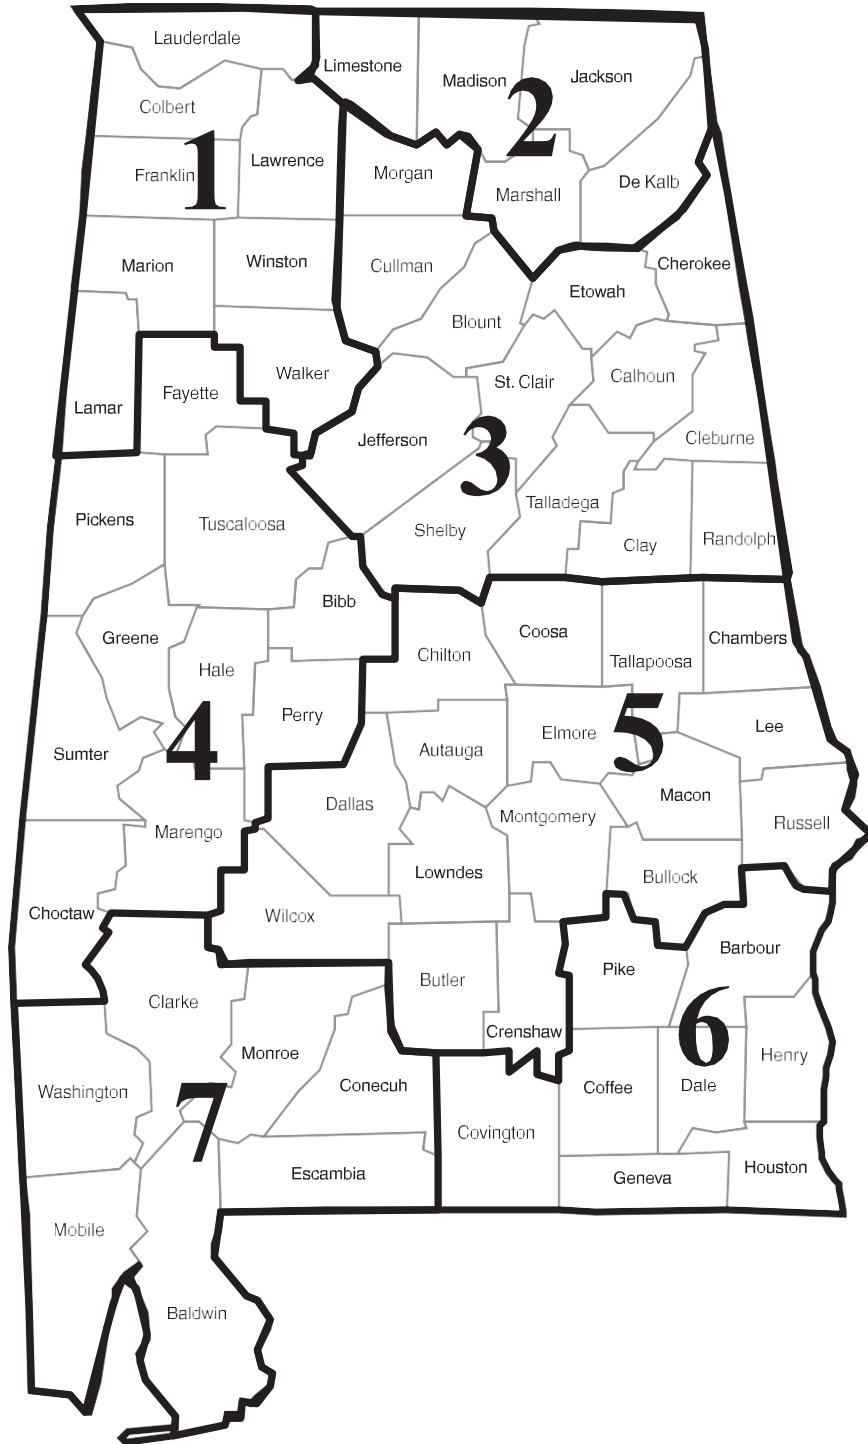 Lauderdale
Limestone
Madison
Jackson
Colbert
2
1
Lawrence
Franklin
Morgan
De Kalb
Marshall
Marion
Winston
Cullman
Cherokee
Etowah
Blount
Walker
St. Clair
Calhoun
Fayette
Lamar
Jefferson
3
Cleburne
Talladega
Pickens
Tuscaloosa
Shelby
Clay
Randolph
Bibb
Greene
Coosa
Chambers
Hale
Chilton
Tallapoosa
Perry
4
Sumter
Autauga
Elmore
5
Lee
Dallas
Macon
Marengo
Montgomery
Russell
Lowndes
Bullock
Choctaw
Wilcox
Barbour
Clarke
Butler
Pike
Crenshaw
6
Monroe
Henry
Washington
7
Conecuh
Coffee
Dale
Covington
Escambia
Geneva
Houston
Mobile
Baldwin